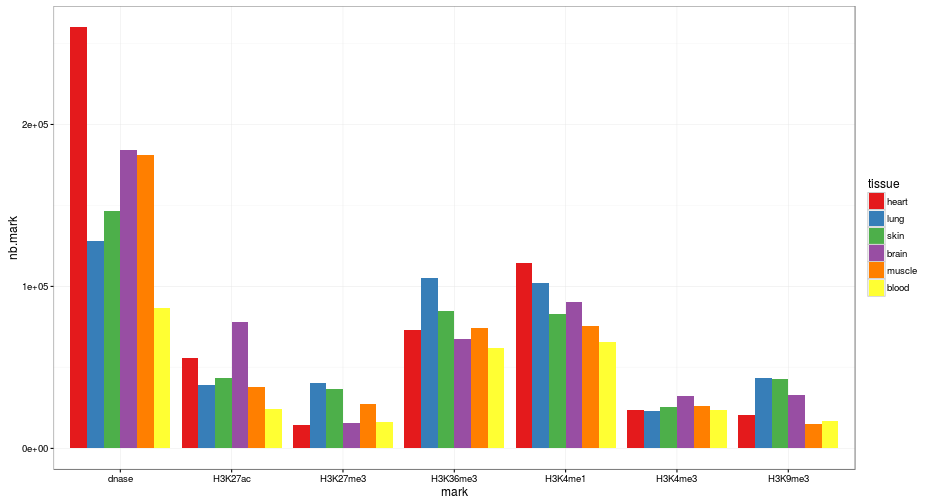 nb.mark
2e+05
1e+05
0e+00
dnase H3K27ac H3K27me3 H3K36me3 H3K4me1 H3K4me3 H3K9me3
mark
tissue
heart
lung
skin
brain
muscle
blood